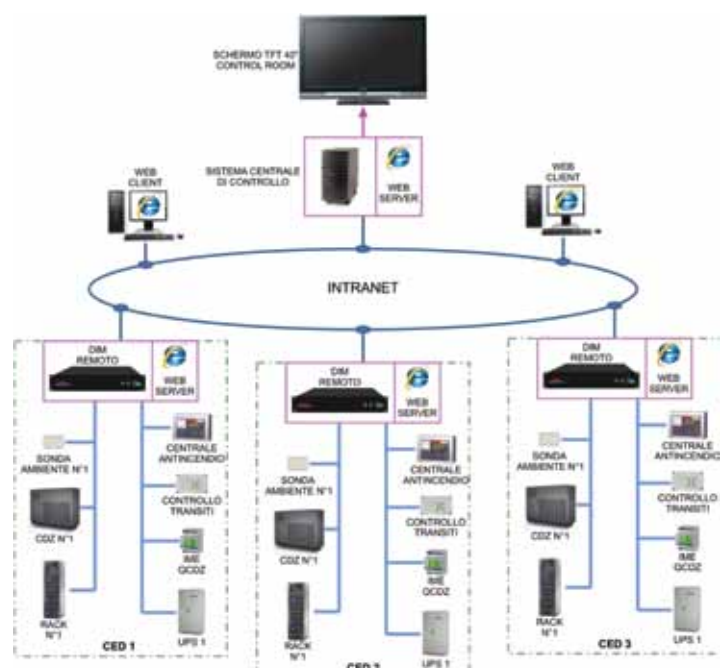 SCHERMO TFT 42"
CONTROL ROOM
SISTEMA CENTRALE
DI CONTROLLO
WEB
SERVER
WEB
CLIENT
WEB
CLIENT
INTRANET
DIM
REMOTO
WEB
SERVER
SONDA
AMBIENTE N°1
CDZ N°1
RACK
N°1
CENTRALE
ANTINCENDIO
CONTROLLO
TRANSITI
IME
QCDZ
UPS 1
CED 1
DIM
REMOTO
WEB
SERVER
SONDA
AMBIENTE N°1
CDZ N°1
RACK
N°1
CENTRALE
ANTINCENDIO
CONTROLLO
TRANSITI
IME
QCDZ
UPS 1
CED 2
DIM
REMOTO
WEB
SERVER
SONDA
AMBIENTE N°1
CDZ N°1
RACK
N°1
CENTRALE
ANTINCENDIO
CONTROLLO
TRANSITI
IME
QCDZ
UPS 1
CED 3